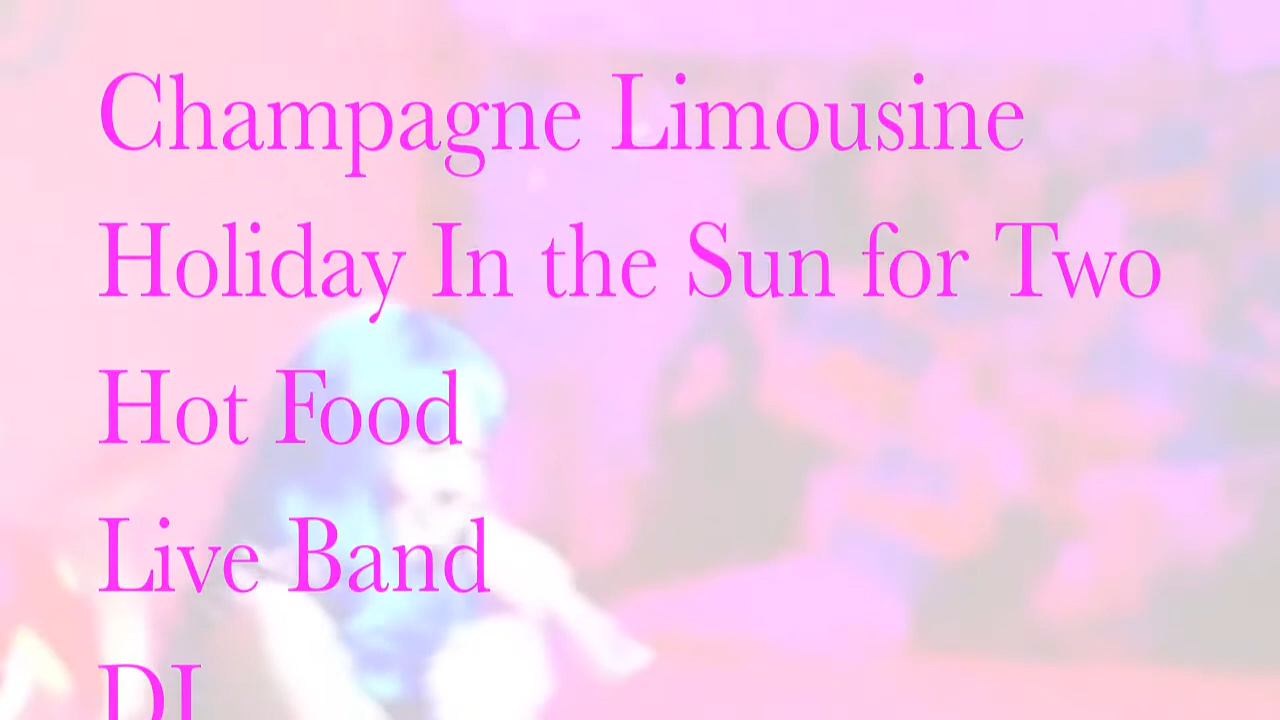 Champagne Limousine
Holiday In the Sun for Two
Hot Food
Live Band
DJ